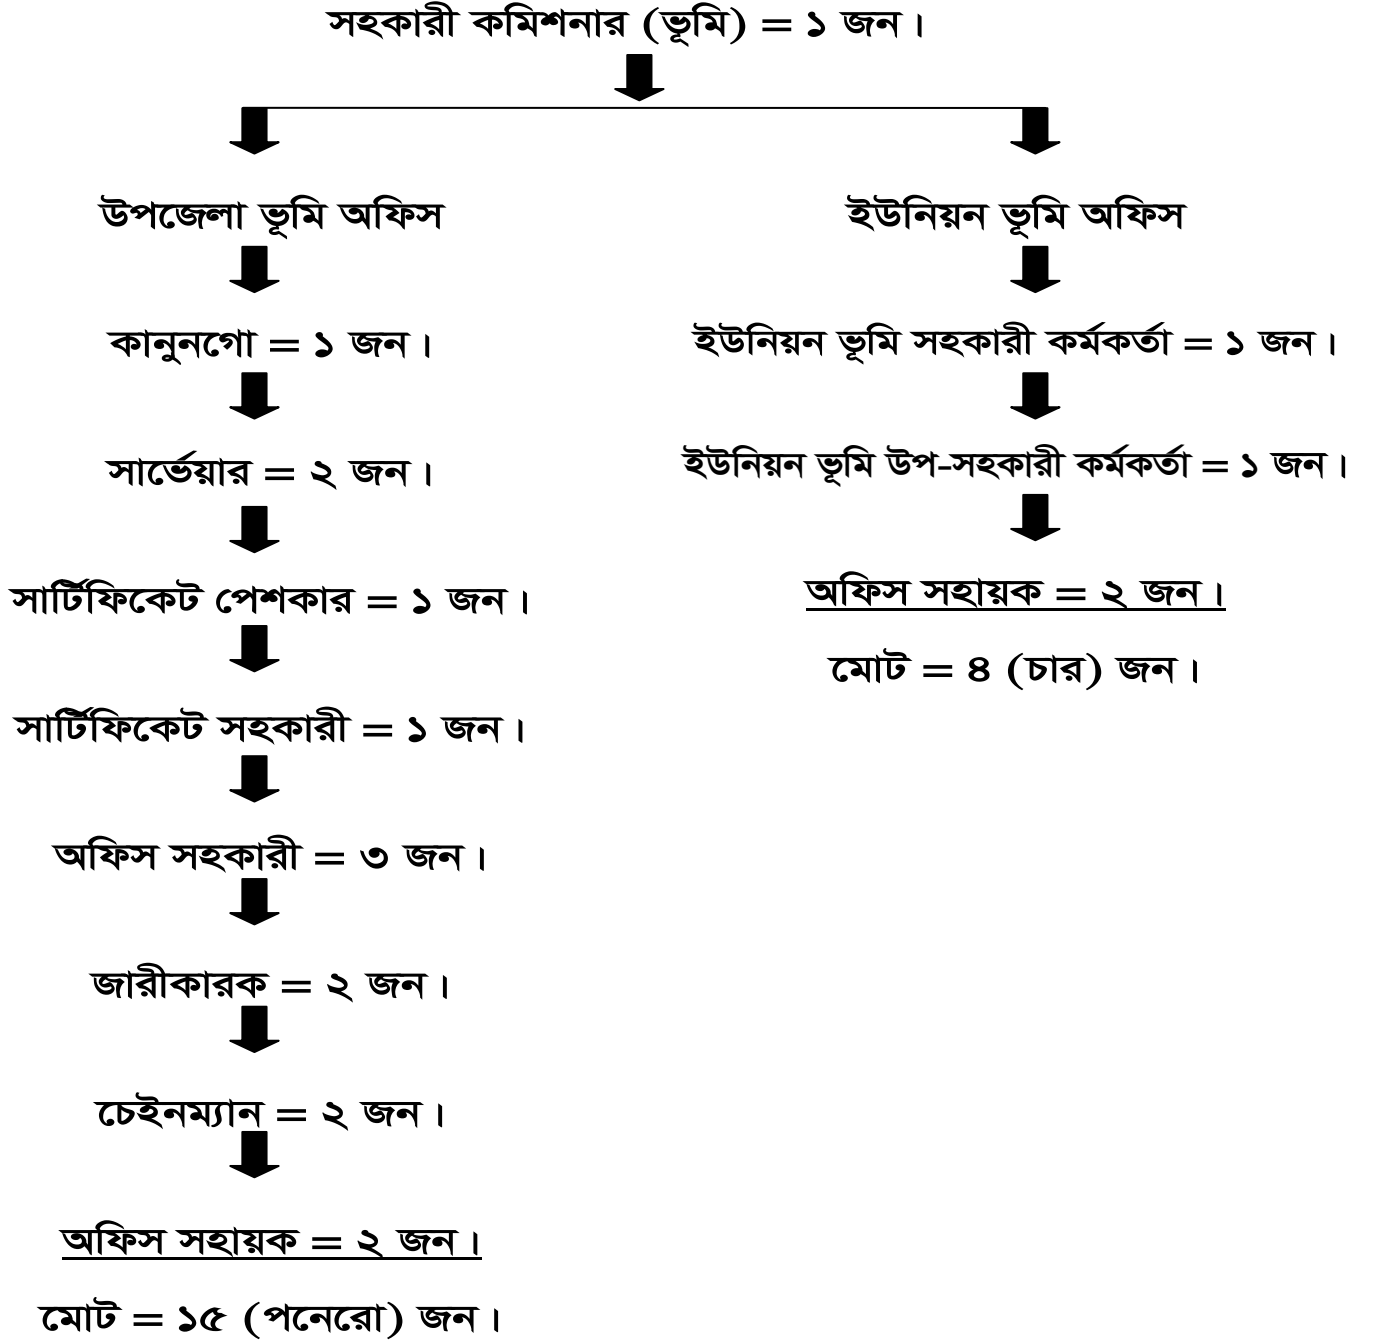 সহকারী কমিশনার (ভূমি) = ১ জন।
উপজেলা ভূমি অফিস
কানুনগো = ১ জন।
সার্ভেয়ার = ২ জন।
সার্টিফিকেট পেশকার = ১ জন।
সার্টিফিকেট সহকারী = ১ জন।
অফিস সহকারী = ৩ জন।
জারীকারক = ২ জন।
চেইনম্যান = ২ জন।
অফিস সহায়ক = ২ জন।
মোট = ১৫ (পনেরো) জন।
ইউনিয়ন ভূমি অফিস
ইউনিয়ন ভূমি সহকারী কর্মকর্তা = ১ জন।
ইউনিয়ন ভূমি উপ-সহকারী কর্মকর্তা = ১ জন।
অফিস সহায়ক = ২ জন।
মোট = ৪ (চার) জন।